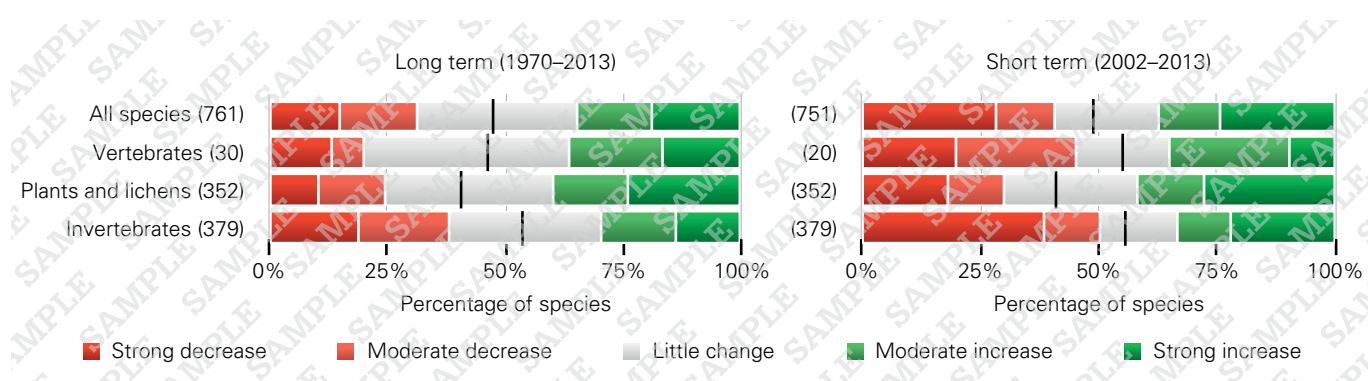 Long term (1970–2013)
Short term (2002–2013)
All species (761)
(751)
Vertebrates (30)
(20)
Plants and lichens (352)
(352)
Invertebrates (379)
(379)
0% 25% 50% 75% 100%
0% 25% 50% 75% 100%
Percentage of species
Percentage of species
Strong decrease Moderate decrease Little change Moderate increase Strong increase
SAMPLE